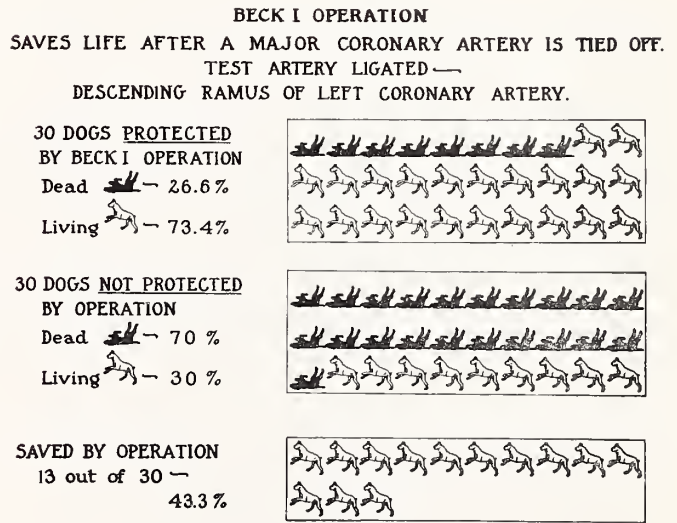 BECK I OPERATION
SAVES LIFE AFTER A MAJOR CORONARY ARTERY IS TIED OFF.
TEST ARTERY LIGATED—
DESCENDING RAMUS OF LEFT CORONARY ARTERY.
30 DOGS PROTECTED
BY BECK I OPERATION
Dead — 26.6%
Living — 73.4%
30 DOGS NOT PROTECTED
BY OPERATION
Dead — 70 %
Living — 30 %
SAVED BY OPERATION
13 out of 30 —
43.3 %